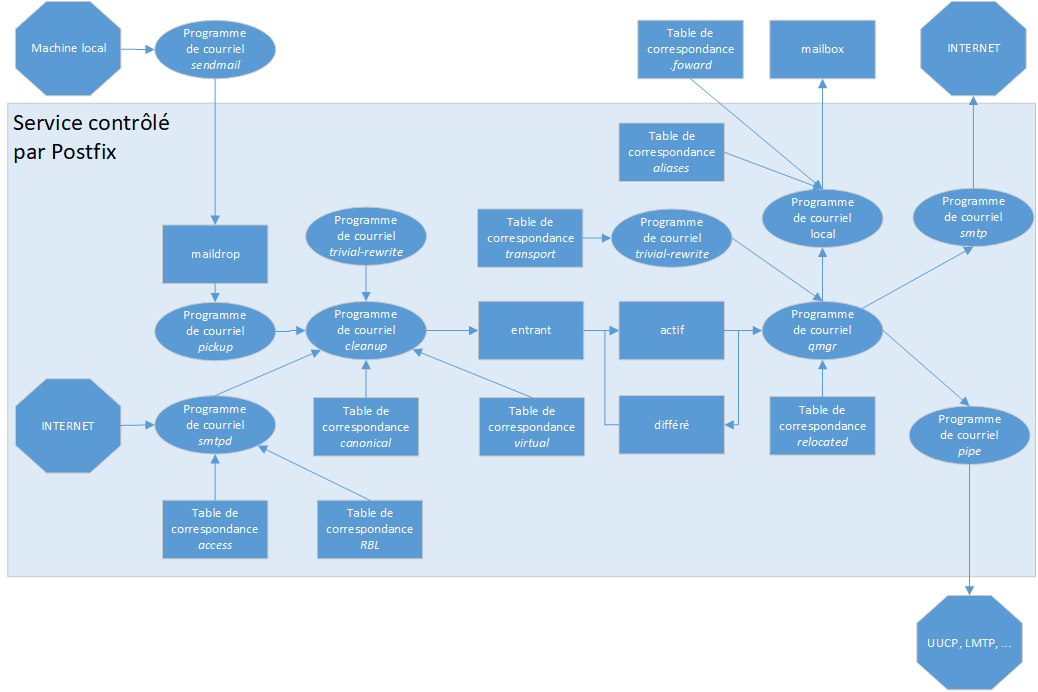 Machine local
Programme
de courriel
sendmail
Table de
correspondance
.foward
mailbox
INTERNET
Service contrôlé
par Postfix
Table de
correspondance
aliases
maildrop
Programme
de courriel
trivial-rewrite
Table de
correspondance
transport
Programme
de courriel
trivial-rewrite
Programme
de courriel
local
Programme
de courriel
smtp
Programme
de courriel
pickup
Programme
de courriel
cleanup
entrant
actif
Programme
de courriel
qmgr
INTERNET
Programme
de courriel
smtpd
Table de
correspondance
canonical
Table de
correspondance
virtual
différé
Table de
correspondance
relocated
Programme
de courriel
pipe
Table de
correspondance
access
Table de
correspondance
RBL
UUCP, LMTP, ...